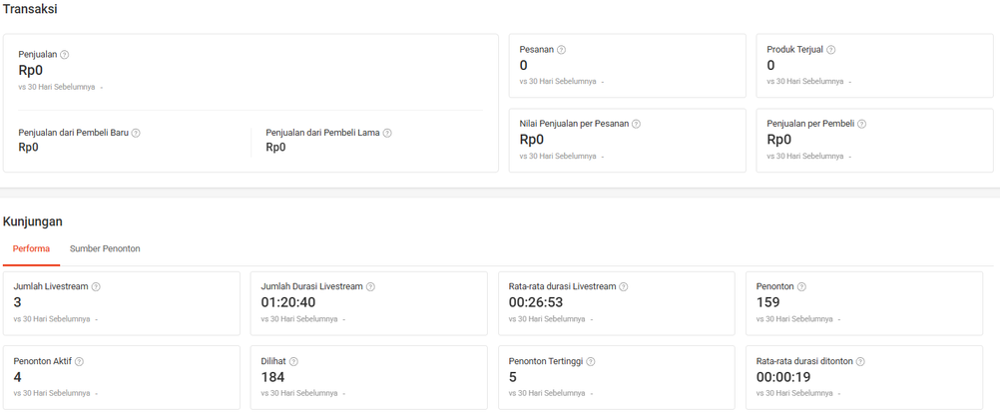 Transaksi
Penjualan
Rp0
vs 30 Hari Sebelumnya -
Penjualan dari Pembeli Baru
Rp0
Penjualan dari Pembeli Lama
Rp0
Pesanan
0
vs 30 Hari Sebelumnya -
Produk Terjual
0
vs 30 Hari Sebelumnya -
Nilai Penjualan per Pesanan
Rp0
vs 30 Hari Sebelumnya -
Penjualan per Pembeli
Rp0
vs 30 Hari Sebelumnya -
Kunjungan
Performa
Sumber Penonton
Jumlah Livestream
3
vs 30 Hari Sebelumnya -
Jumlah Durasi Livestream
01:20:40
vs 30 Hari Sebelumnya -
Rata-rata durasi Livestream
00:26:53
vs 30 Hari Sebelumnya -
Penonton
159
vs 30 Hari Sebelumnya -
Penonton Aktif
4
vs 30 Hari Sebelumnya -
Dilihat
184
vs 30 Hari Sebelumnya -
Penonton Tertinggi
5
vs 30 Hari Sebelumnya -
Rata-rata durasi ditonton
00:00:19
vs 30 Hari Sebelumnya -